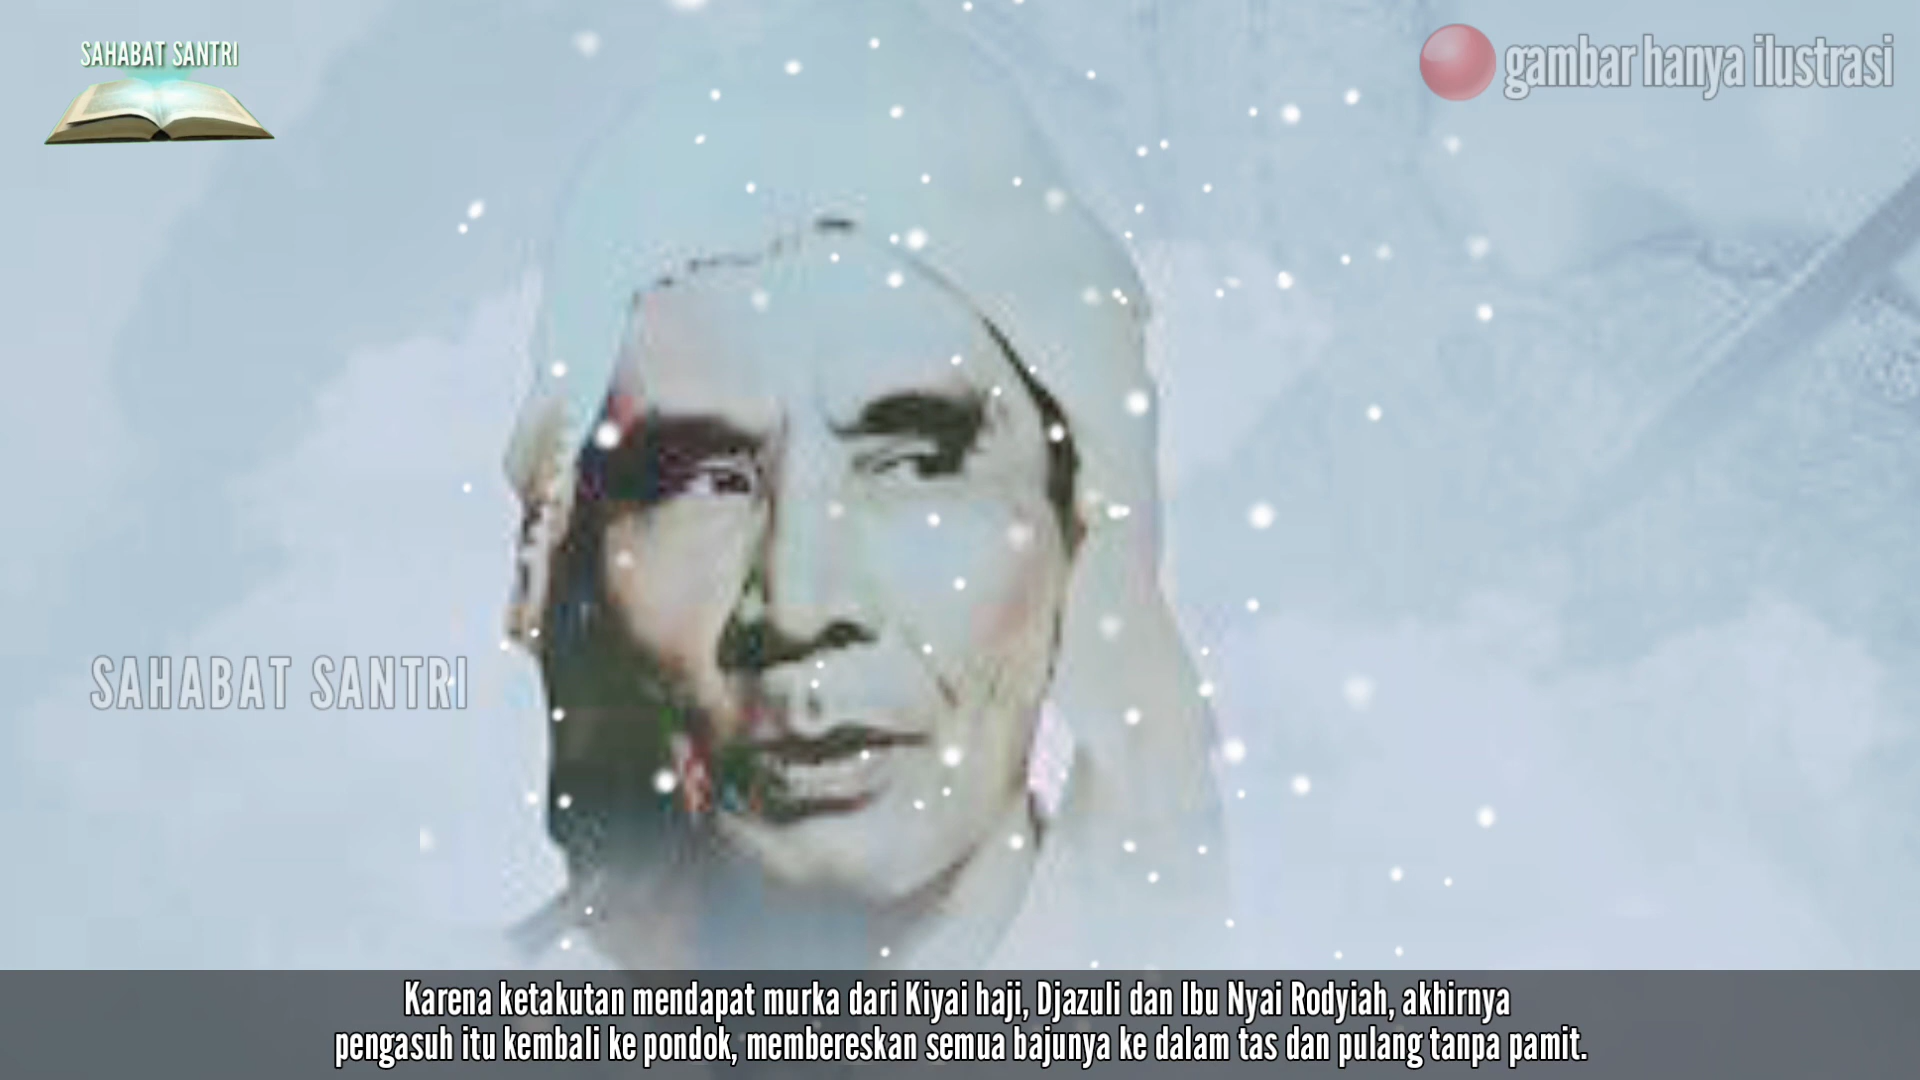 SAHABAT SANTRI
gambar hanya ilustrasi
SAHABAT SANTRI
Karena ketakutan mendapat murka dari Kiyai haji, Djazuli dan Ibu Nyai Rodyiah, akhirnya
pengasuh itu kembali ke pondok, membereskan semua bajunya ke dalam tas dan pulang tanpa pamit.